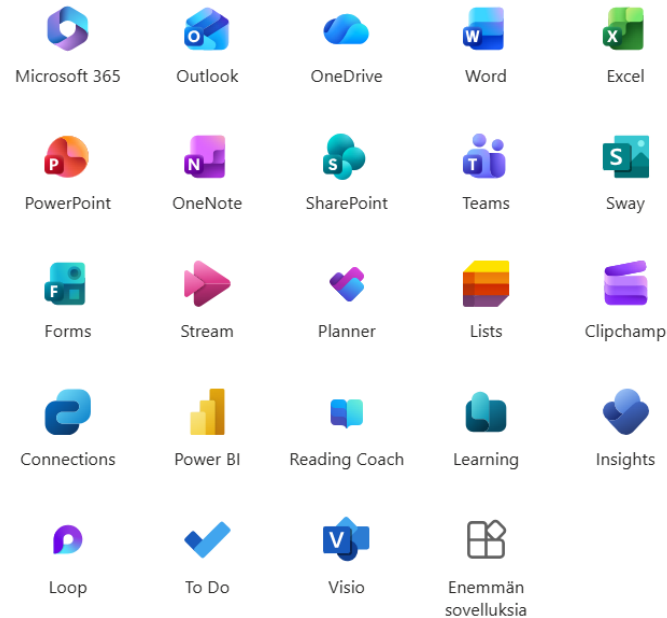 Microsoft 365
Outlook
OneDrive
Word
Excel
PowerPoint
OneNote
SharePoint
Teams
Sway
Forms
Stream
Planner
Lists
Clipchamp
Connections
Power BI
Reading Coach
Learning
Insights
Loop
To Do
Visio
Enemmän
sovelluksia